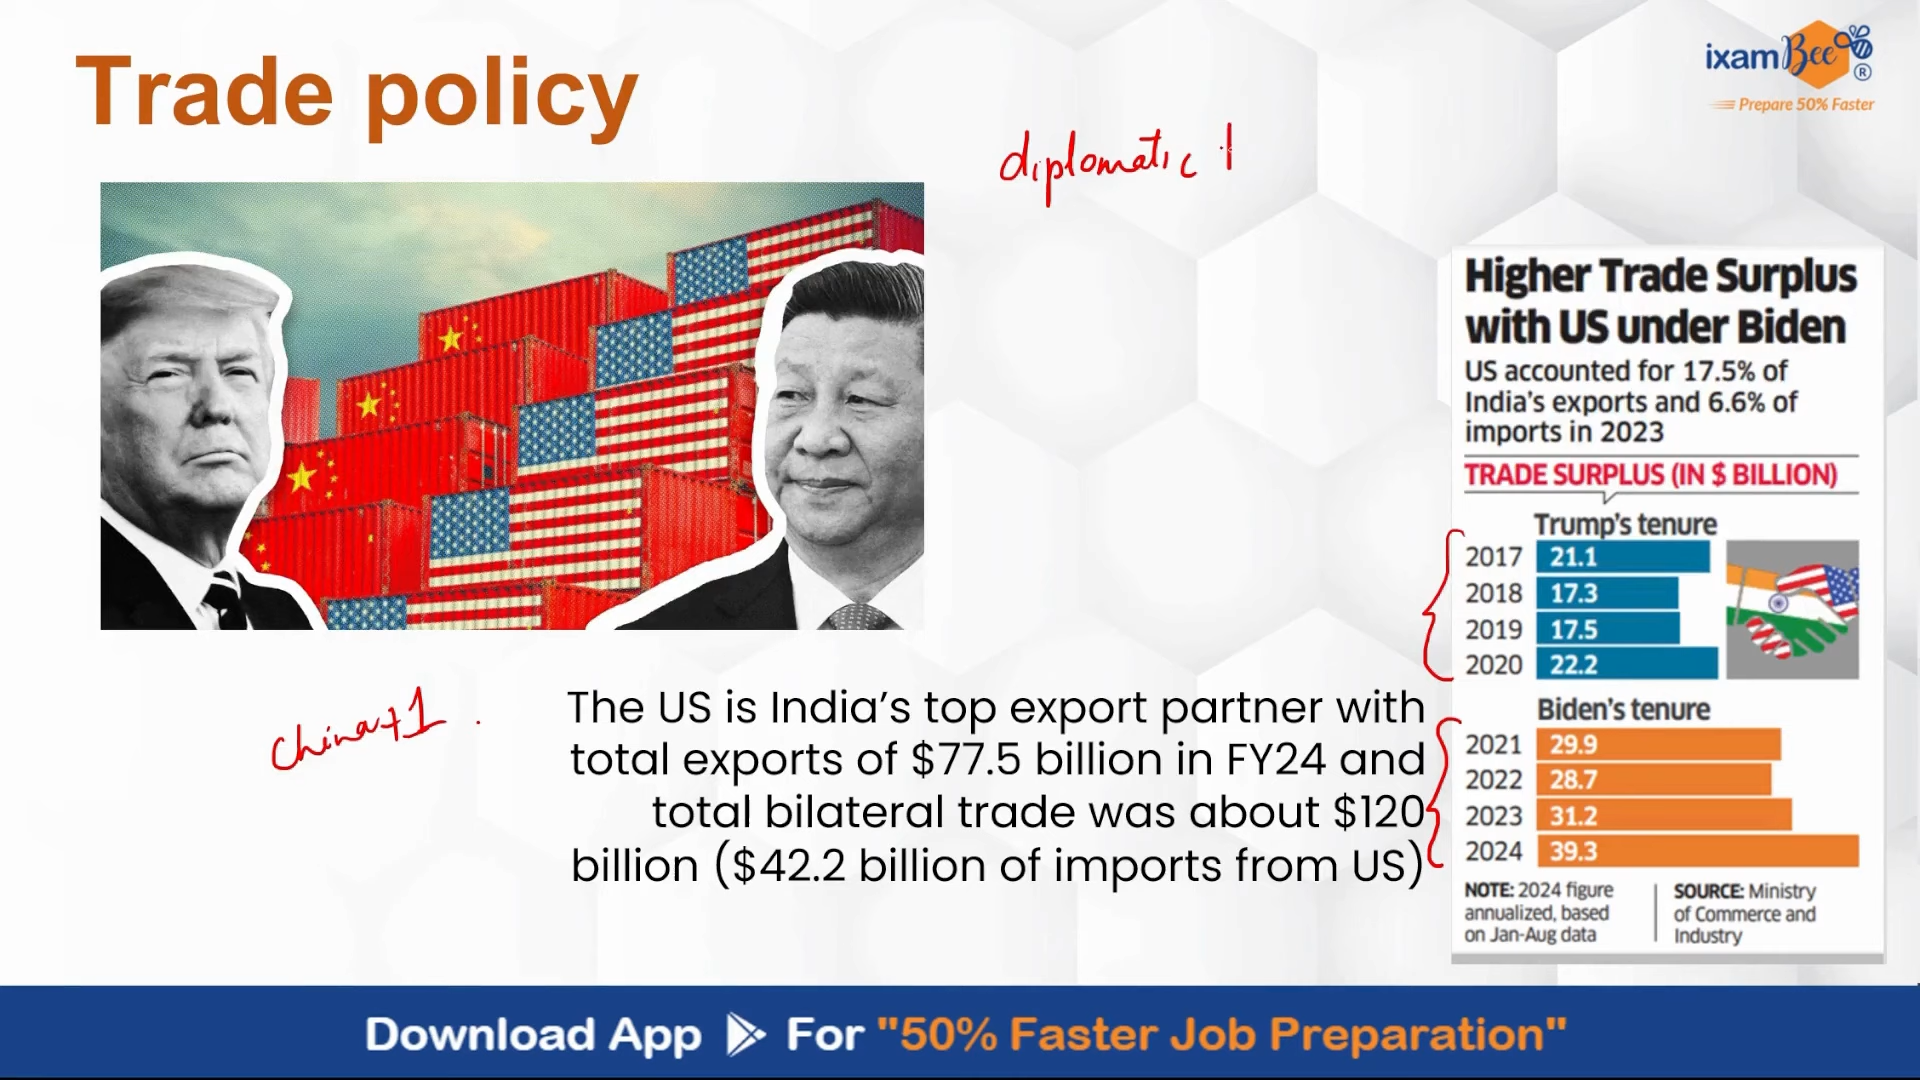 Trade policy
ixamBee
®
Prepare 50% Faster
diplomatic
Higher Trade Surplus
with US under Biden
US accounted for 17.5% of
India's exports and 6.6% of
imports in 2023
TRADE SURPLUS (IN $ BILLION)
Trump's tenure
2017 21.1
2018 17.3
2019 17.5
2020 22.2
Biden's tenure
2021 29.9
2022 28.7
2023 31.2
2024 39.3
NOTE: 2024 figure
annualized, based
on Jan-Aug data
SOURCE: Ministry
of Commerce and
Industry
China+1
The US is India’s top export partner with
total exports of $77.5 billion in FY24 and
total bilateral trade was about $120
billion ($42.2 billion of imports from US)
Download App For "50% Faster Job Preparation"